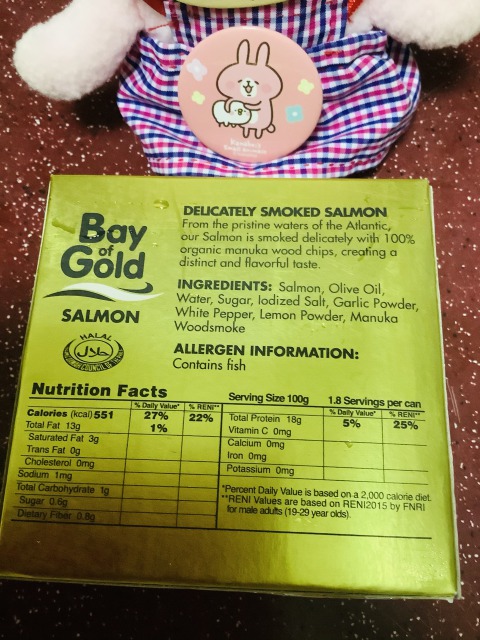 Bay
of
Gold
SALMON
HALAL
حلال
DELICATELY SMOKED SALMON
From the pristine waters of the Atlantic,
our Salmon is smoked delicately with 100%
organic manuka wood chips, creating a
distinct and flavorful taste.
INGREDIENTS: Salmon, Olive Oil,
Water, Sugar, Iodized Salt, Garlic Powder,
White Pepper, Lemon Powder, Manuka
Woodsmoke
ALLERGEN INFORMATION:
Contains fish
Nutrition Facts
Serving Size 100g 1.8 Servings per can
% Daily Value* % RENI**
Calories (kcal) 551 27% 22%
Total Fat 13g 1%
Saturated Fat 3g
Trans Fat 0g
Cholesterol 0mg
Sodium 1mg
Total Carbohydrate 1g
Sugar 0.6g
Dietary Fiber 0.8g
% Daily Value* % RENI**
Total Protein 18g 5% 25%
Vitamin C 0mg
Calcium 0mg
Iron 0mg
Potassium 0mg
*Percent Daily Value is based on a 2,000 calorie diet.
**RENI Values are based on RENI2015 by FNRI
for male adults (19-29 year olds).